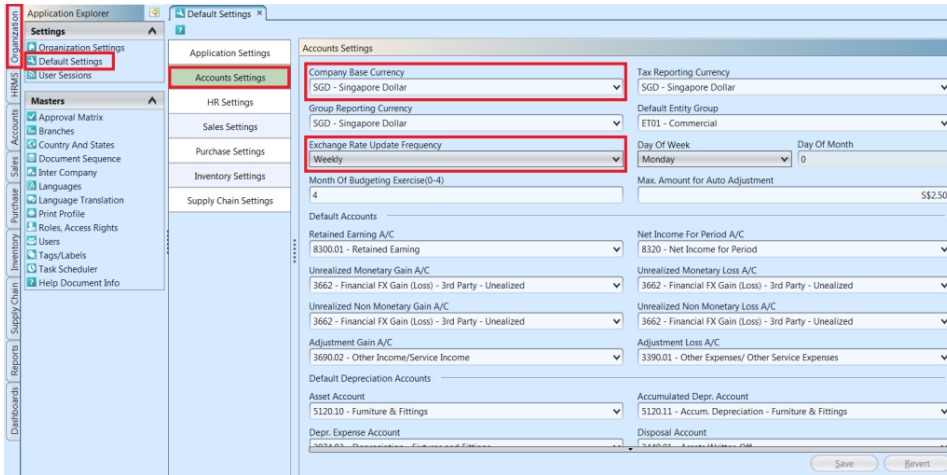 Application Explorer
Default Settings ×
Settings
Organization Settings
Default Settings
User Sessions
Masters
Approval Matrix
Branches
Country And States
Document Sequence
Inter Company
Languages
Language Translation
Print Profile
Roles, Access Rights
Users
Tags/Labels
Task Scheduler
Help Document Info
Organization
HRMS
Accounts
Sales
Purchase
Inventory
Supply Chain
Reports
Dashboards
Application Settings
Accounts Settings
HR Settings
Sales Settings
Purchase Settings
Inventory Settings
Supply Chain Settings
Accounts Settings
Company Base Currency
SGD - Singapore Dollar
Tax Reporting Currency
SGD - Singapore Dollar
Group Reporting Currency
SGD - Singapore Dollar
Default Entity Group
ET01 - Commercial
Exchange Rate Update Frequency
Weekly
Day Of Week
Monday
Day Of Month
0
Month Of Budgeting Exercise(0-4)
4
Max. Amount for Auto Adjustment
S$2.50
Default Accounts
Retained Earning A/C
8300.01 - Retained Earning
Net Income For Period A/C
8320 - Net Income for Period
Unrealized Monetary Gain A/C
3662 - Financial FX Gain (Loss) - 3rd Party - Unealized
Unrealized Monetary Loss A/C
3662 - Financial FX Gain (Loss) - 3rd Party - Unealized
Unrealized Non Monetary Gain A/C
3662 - Financial FX Gain (Loss) - 3rd Party - Unealized
Unrealized Non Monetary Loss A/C
3662 - Financial FX Gain (Loss) - 3rd Party - Unealized
Adjustment Gain A/C
3690.02 - Other Income/Service Income
Adjustment Loss A/C
3390.01 - Other Expenses/ Other Service Expenses
Default Depreciation Accounts
Asset Account
5120.10 - Furniture & Fittings
Accumulated Depr. Account
5120.11 - Accum. Depreciation - Furniture & Fittings
Depr. Expense Account
Disposal Account
Save
Revert